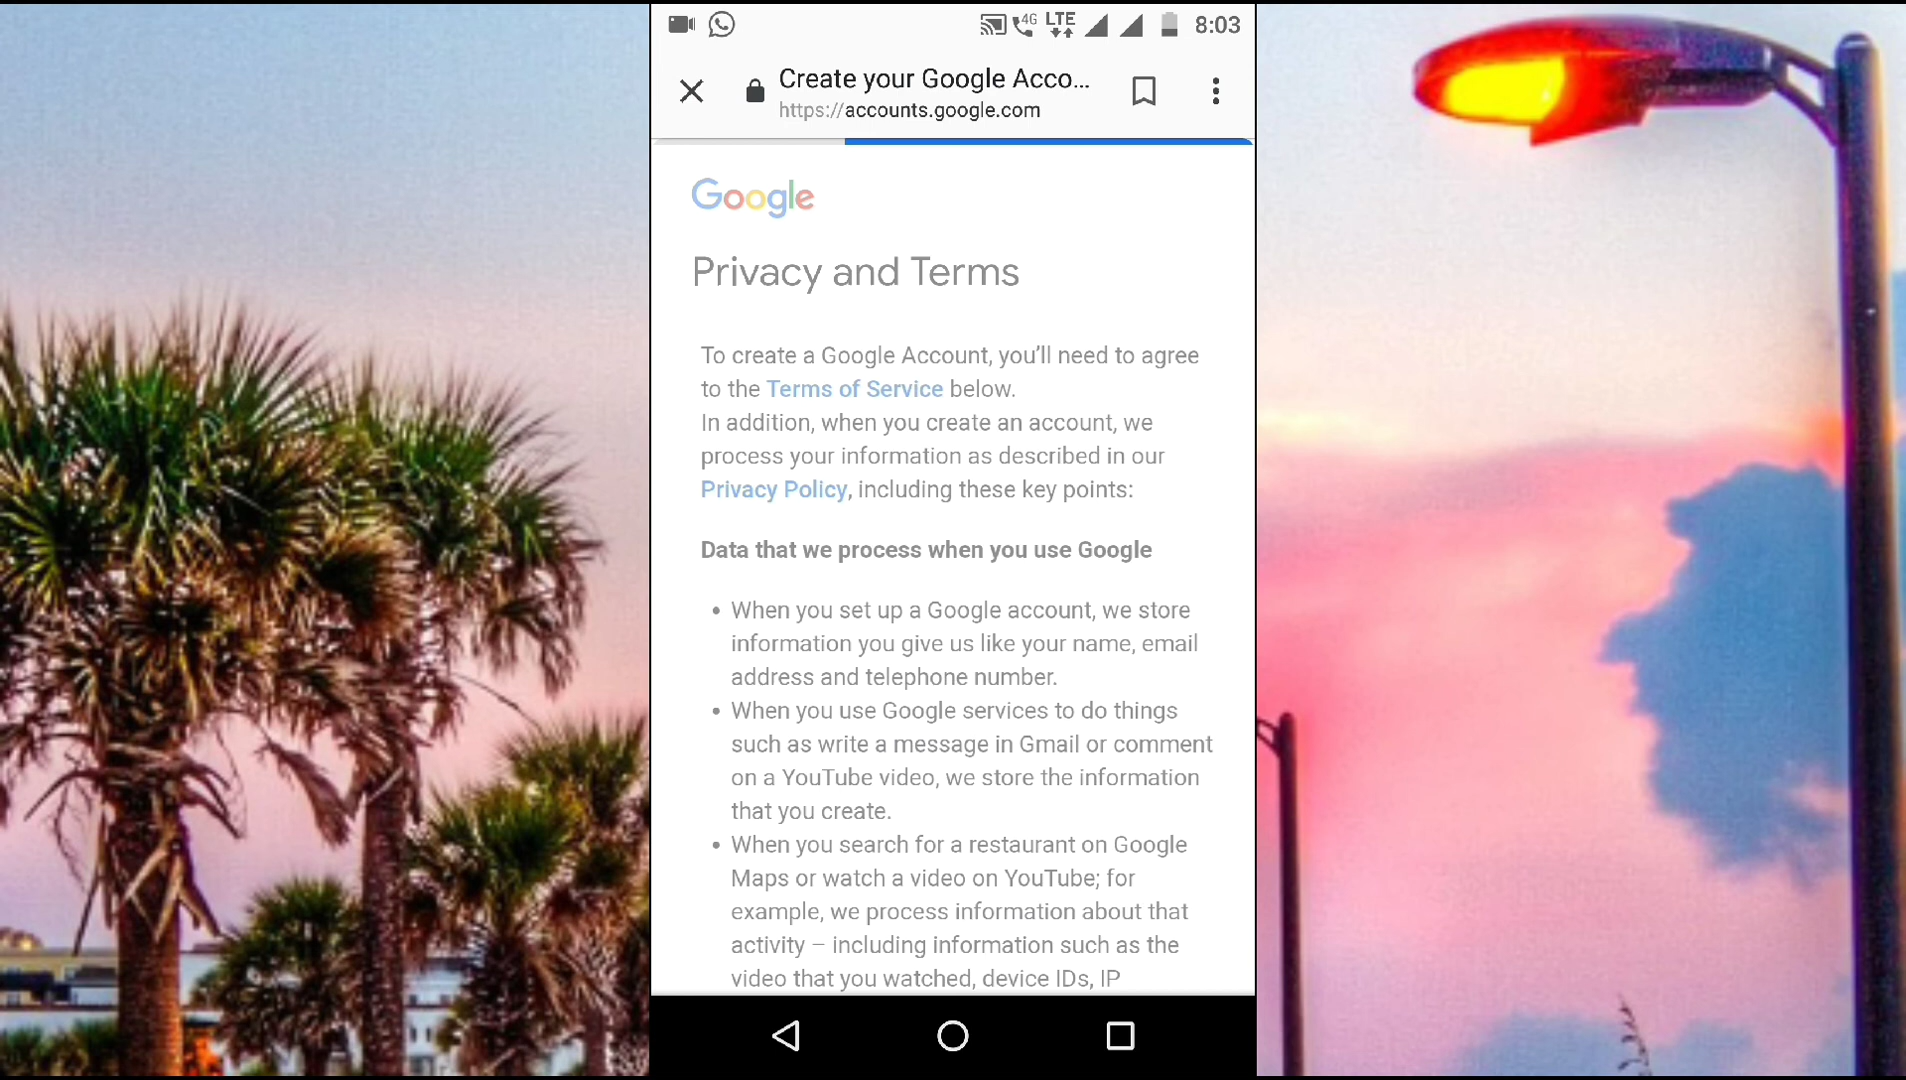 4G LTE 8:03
Create your Google Acco...
https://accounts.google.com
Google
Privacy and Terms
To create a Google Account, you’ll need to agree
to the Terms of Service below.
In addition, when you create an account, we
process your information as described in our
Privacy Policy, including these key points:
Data that we process when you use Google
• When you set up a Google account, we store
information you give us like your name, email
address and telephone number.
• When you use Google services to do things
such as write a message in Gmail or comment
on a YouTube video, we store the information
that you create.
• When you search for a restaurant on Google
Maps or watch a video on YouTube; for
example, we process information about that
activity – including information such as the
video that you watched, device IDs, IP